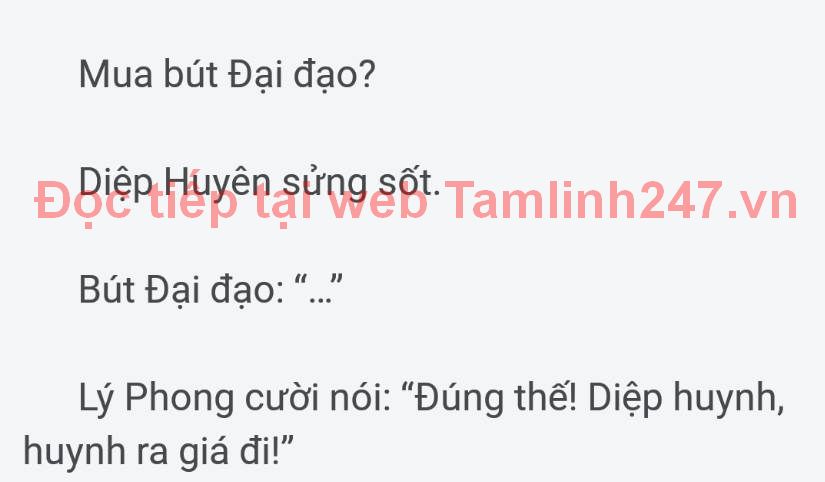 Mua bút Đại đạo?
Diệp Huyên sửng sốt.
Đọc tiếp tại web Tamlinh247.vn
Bút Đại đạo: “...”
Lý Phong cười nói: “Đúng thế! Diệp huynh,
huynh ra giá đi!”